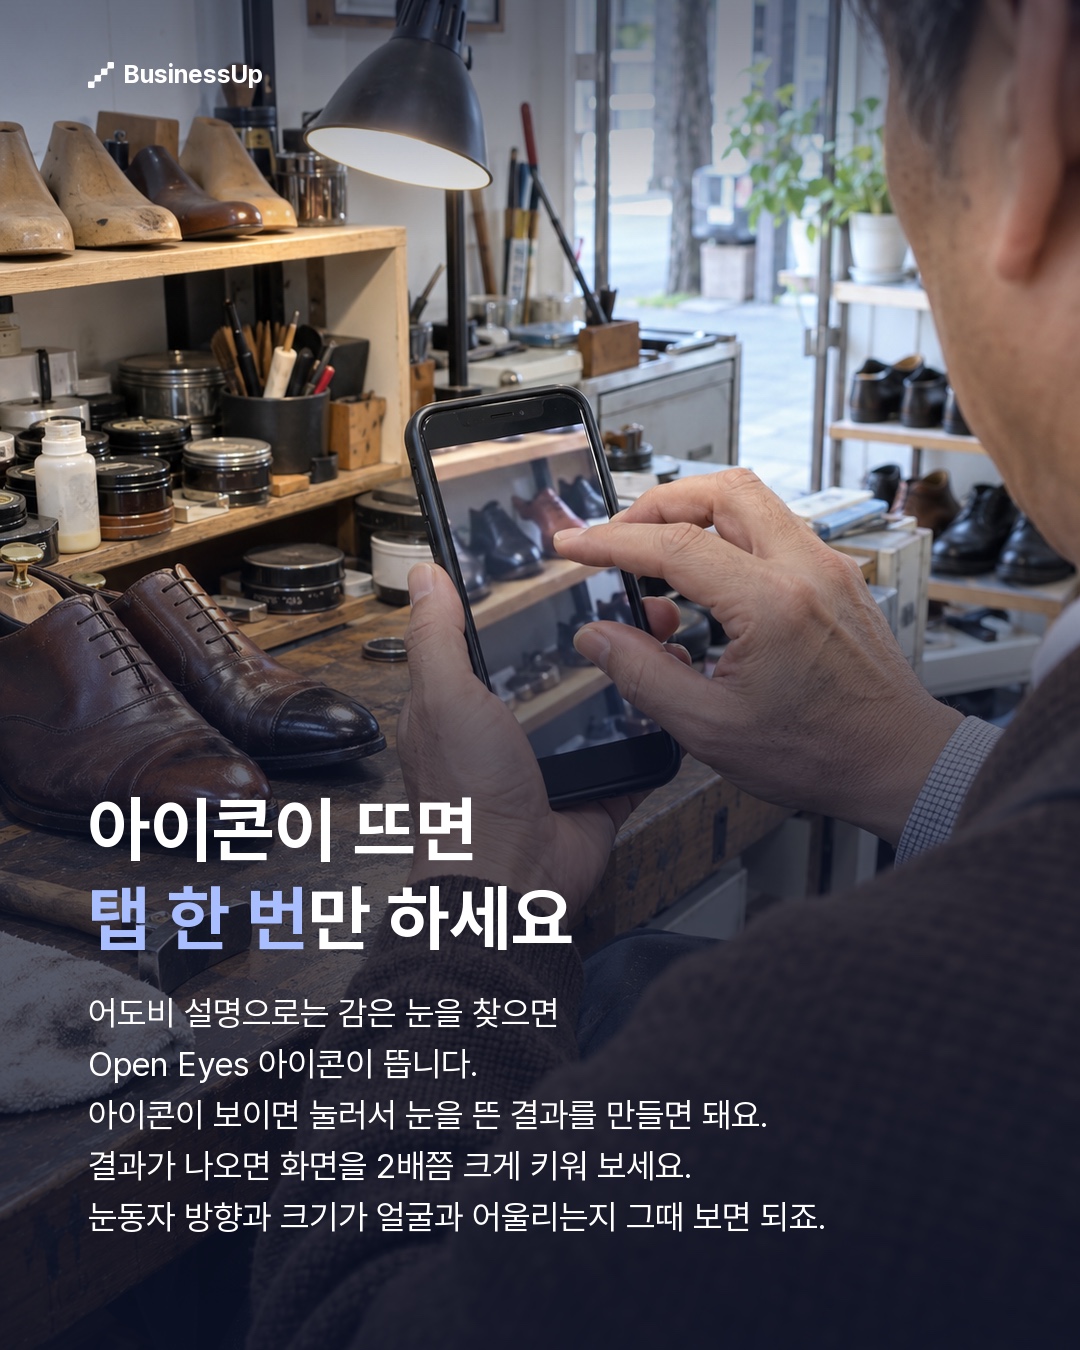 BusinessUp
아이콘이 뜨면
탭 한 번만 하세요
어도비 설명으로는 감은 눈을 찾으면
Open Eyes 아이콘이 뜹니다.
아이콘이 보이면 눌러서 눈을 뜬 결과를 만들면 돼요.
결과가 나오면 화면을 2배쯤 크게 키워 보세요.
눈동자 방향과 크기가 얼굴과 어울리는지 그때 보면 되죠.